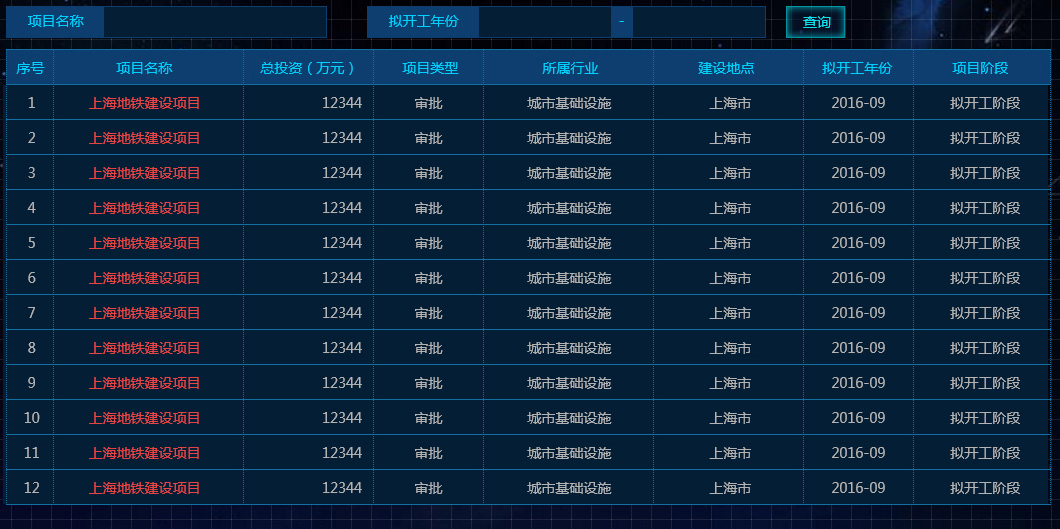 项目名称 拟开工年份 - 查询
序号 项目名称 总投资（万元） 项目类型 所属行业 建设地点 拟开工年份 项目阶段
1 上海地铁建设项目 12344 审批 城市基础设施 上海市 2016-09 拟开工阶段
2 上海地铁建设项目 12344 审批 城市基础设施 上海市 2016-09 拟开工阶段
3 上海地铁建设项目 12344 审批 城市基础设施 上海市 2016-09 拟开工阶段
4 上海地铁建设项目 12344 审批 城市基础设施 上海市 2016-09 拟开工阶段
5 上海地铁建设项目 12344 审批 城市基础设施 上海市 2016-09 拟开工阶段
6 上海地铁建设项目 12344 审批 城市基础设施 上海市 2016-09 拟开工阶段
7 上海地铁建设项目 12344 审批 城市基础设施 上海市 2016-09 拟开工阶段
8 上海地铁建设项目 12344 审批 城市基础设施 上海市 2016-09 拟开工阶段
9 上海地铁建设项目 12344 审批 城市基础设施 上海市 2016-09 拟开工阶段
10 上海地铁建设项目 12344 审批 城市基础设施 上海市 2016-09 拟开工阶段
11 上海地铁建设项目 12344 审批 城市基础设施 上海市 2016-09 拟开工阶段
12 上海地铁建设项目 12344 审批 城市基础设施 上海市 2016-09 拟开工阶段